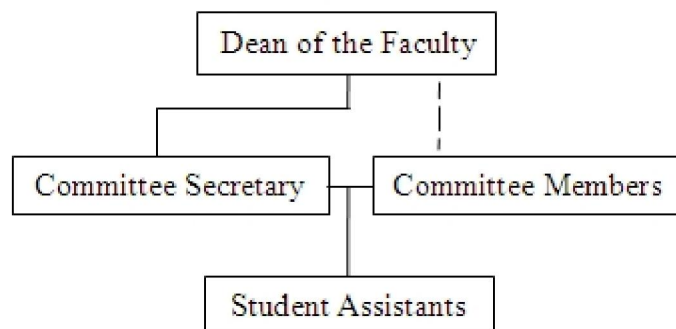 Dean of the Faculty
Committee Secretary
Committee Members
Student Assistants